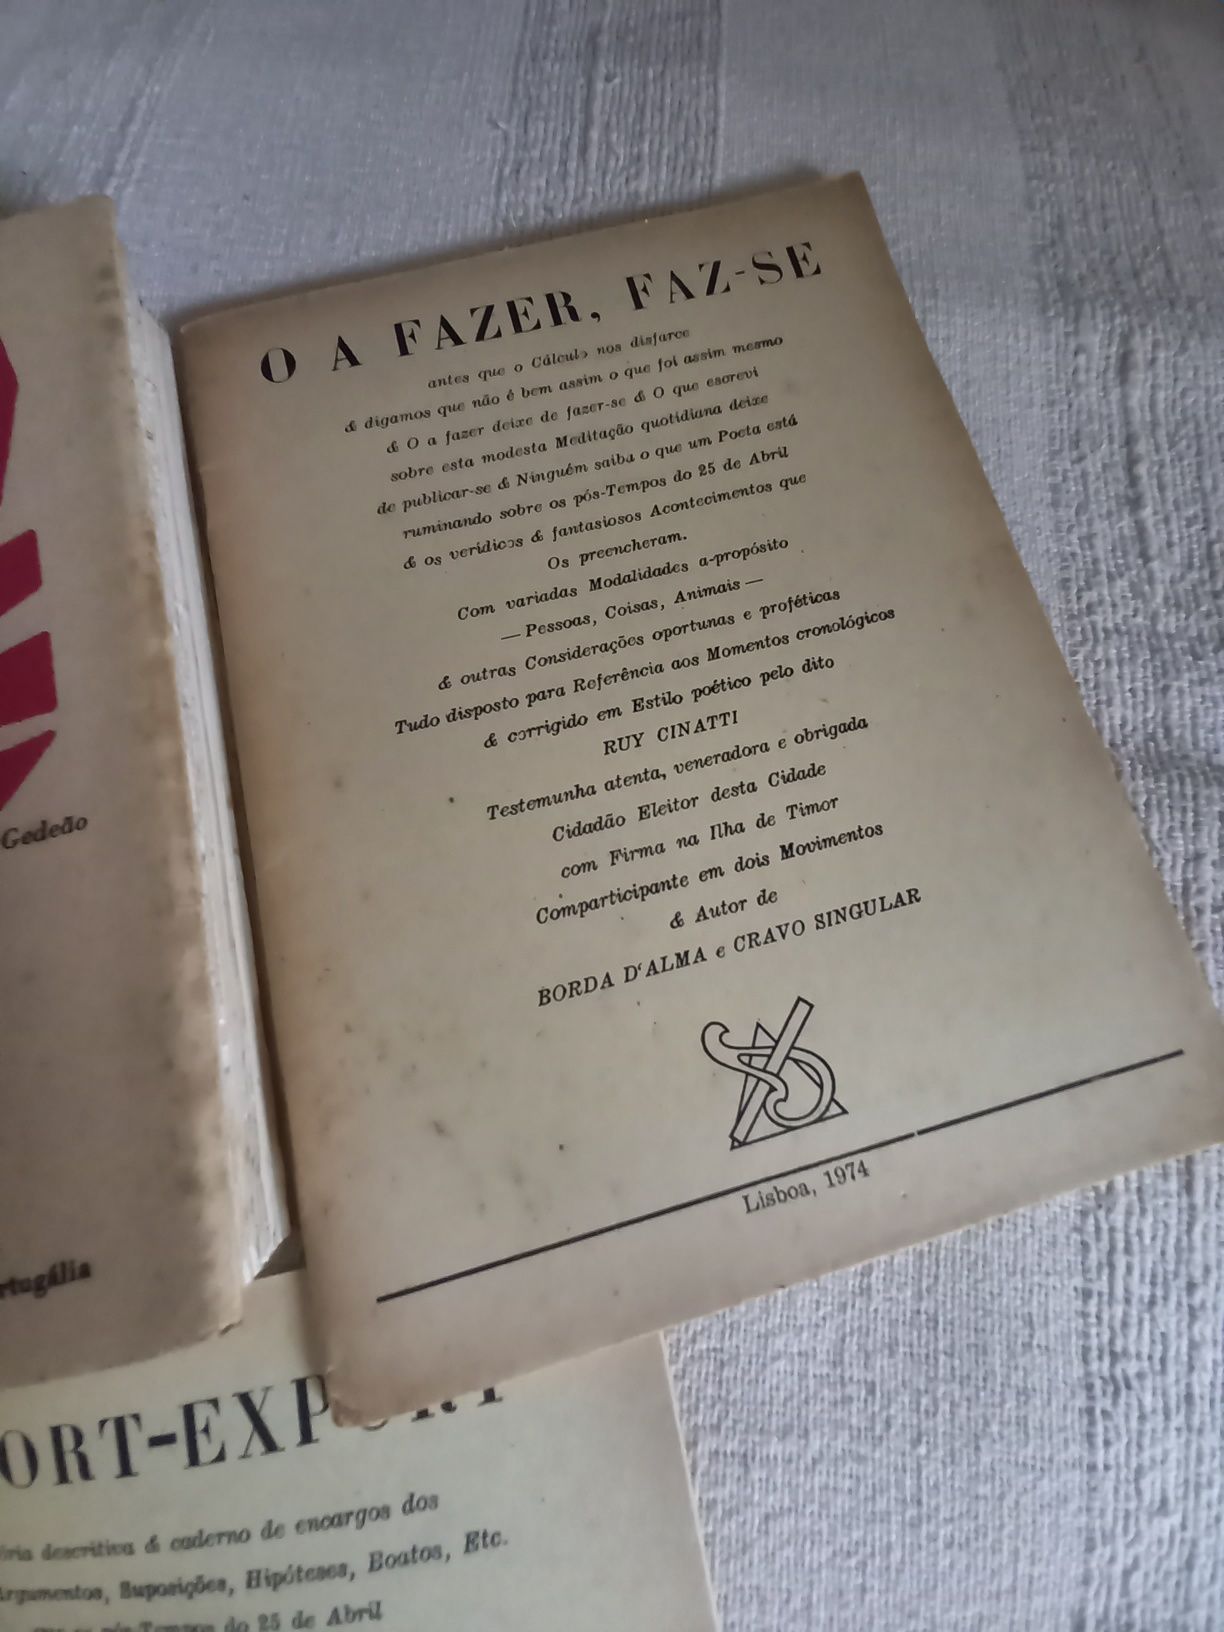 O A FAZER, FAZ-SE
antes que o Cálculo nos disfarce
& digamos que não é bem assim o que foi assim mesmo
& O a fazer deixe de fazer-se & O que escrevi
sobre esta modesta Meditação quotidiana deixe
de publicar-se & Ninguém saiba o que um Poeta está
ruminando sobre os pós-Tempos do 25 de Abril
& os verídicos & fantasiosos Acontecimentos que
Os preencheram.
Com variadas Modalidades a-propósito
— Pessoas, Coisas, Animais —
& outras Considerações oportunas e proféticas
Tudo disposto para Referência aos Momentos cronológicos
& corrigido em Estilo poético pelo dito
RUY CINATTI
Testemunha atenta, veneradora e obrigada
Cidadão Eleitor desta Cidade
com Firma na Ilha de Timor
Comparticipante em dois Movimentos
& Autor de
BORDA D'ALMA e CRAVO SINGULAR
Lisboa, 1974
Gedeão
rtugália
ORT-EXPORT
ória descritiva & caderno de encargos dos
Argumentos, Suposições, Hipóteses, Boatos, Etc.
pós-Tempos do 25 de Abril